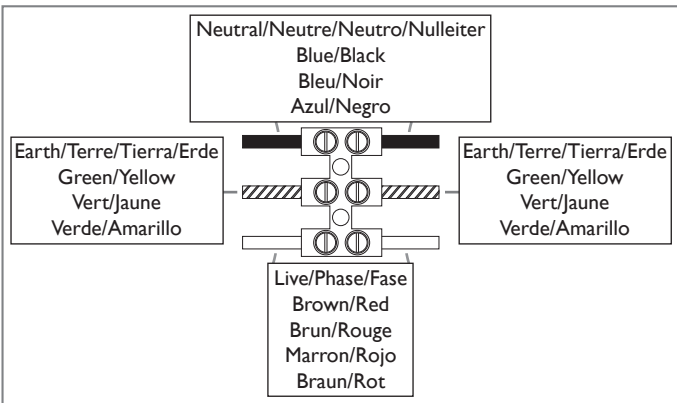 Neutral/Neutre/Neutro/Nulleiter
Blue/Black
Bleu/Noir
Azul/Negro
Earth/Terre/Tierra/Erde
Green/Yellow
Vert/Jaune
Verde/Amarillo
Earth/Terre/Tierra/Erde
Green/Yellow
Vert/Jaune
Verde/Amarillo
Live/Phase/Fase
Brown/Red
Brun/Rouge
Marron/Rojo
Braun/Rot